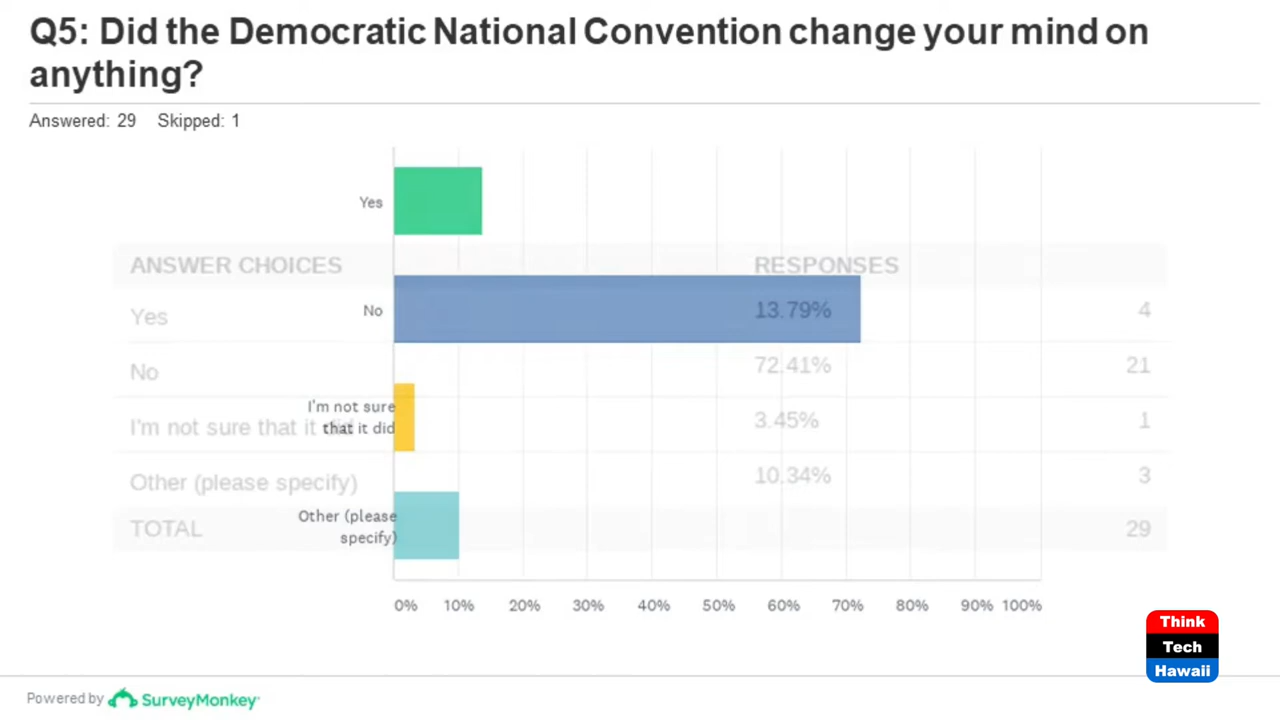 Q5: Did the Democratic National Convention change your mind on
anything?
Answered: 29 Skipped: 1
Yes
No
I'm not sure
that it did
Other (please
specify)
0% 10% 20% 30% 40% 50% 60% 70% 80% 90% 100%
ANSWER CHOICES RESPONSES
Yes 13.79% 4
No 72.41% 21
I'm not sure that it did 3.45% 1
Other (please specify) 10.34% 3
TOTAL 29
Think
Tech
Hawaii
Powered by SurveyMonkey